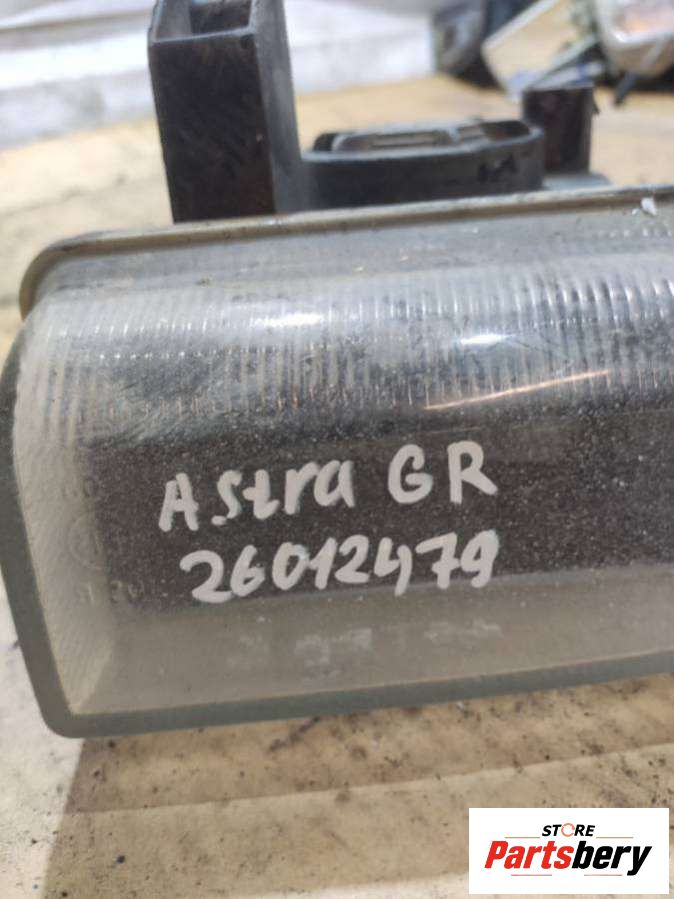 Astra GR
26012479
STORE
Partsbery